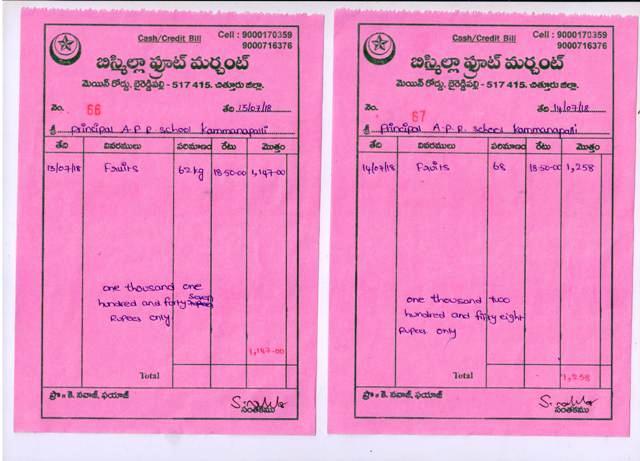 Cash/Credit Bill
Cell : 9000170359
9000716376
బిస్మిల్లా ఫ్రూట్ మర్చంట్
మెయిన్ రోడ్డు, బైరెడ్డిపల్లి - 517 415. చిత్తూరు జిల్లా.
నెం. 66 తేది 13/07/18
శ్రీ Principal A.P.R school Kammanapalli
తేది వివరములు పరిమాణం రేటు మొత్తం
13/07/18 Fruits 62 kg 18-50-00 1,147-00
one thousand one
hundred and forty seven
Rupees only
1,147-00
Total
ప్రొ॥ కె. నవాజ్, ఫయాజ్
సంతకము
Cash/Credit Bill
Cell : 9000170359
9000716376
బిస్మిల్లా ఫ్రూట్ మర్చంట్
మెయిన్ రోడ్డు, బైరెడ్డిపల్లి - 517 415. చిత్తూరు జిల్లా.
నెం. 67 తేది 14/07/18
శ్రీ Principal A-P-R. school Kammanapalli
తేది వివరములు పరిమాణం రేటు మొత్తం
14/07/18 Fruits 68 18-50-00 1,258
one thousand two
hundred and fifty eight
Rupees only
Total 1,258
ప్రొ॥ కె. నవాజ్, ఫయాజ్
సంతకము